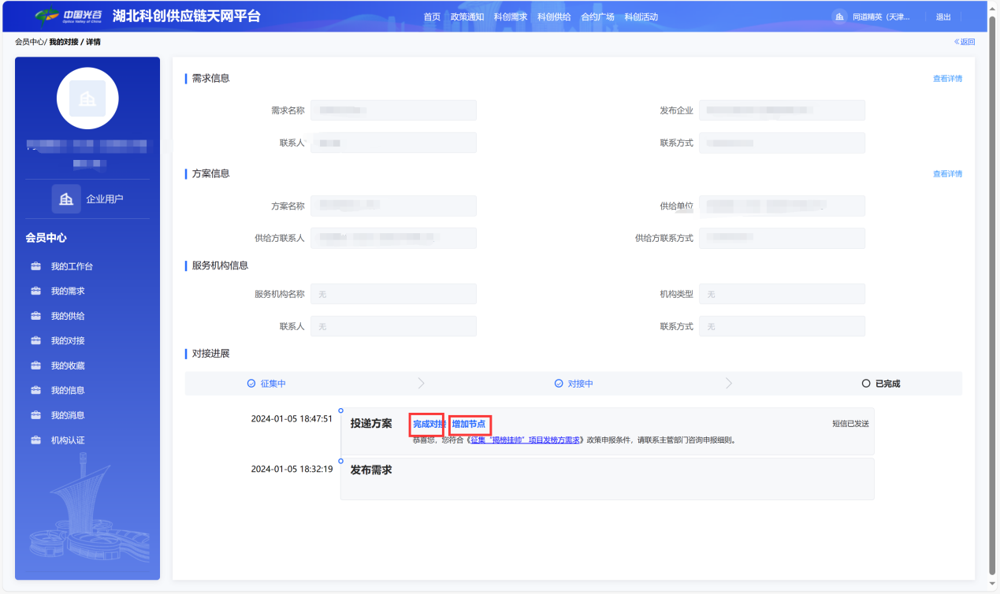 中国光谷 湖北科创供应链天网平台 首页 政策通知 科创需求 科创供给 合约广场 科创活动 同道精英（天津... 退出
Optics Valley of China
会员中心/ 我的对接 / 详情 《返回
需求信息 查看详情
需求名称 发布企业
联系人 联系方式
方案信息 查看详情
方案名称 供给单位
供给方联系人 供给方联系方式
服务机构信息
服务机构名称 无 机构类型 无
联系人 无 联系方式 无
对接进展
征集中 对接中 已完成
2024-01-05 18:47:51 投递方案 完成对接 增加节点 短信已发送
恭喜您，您符合《征集“揭榜挂帅”项目发榜方需求》政策申报条件，请联系主管部门咨询申报细则。
2024-01-05 18:32:19 发布需求
企业用户
会员中心
我的工作台
我的需求
我的供给
我的对接
我的收藏
我的信息
我的消息
机构认证